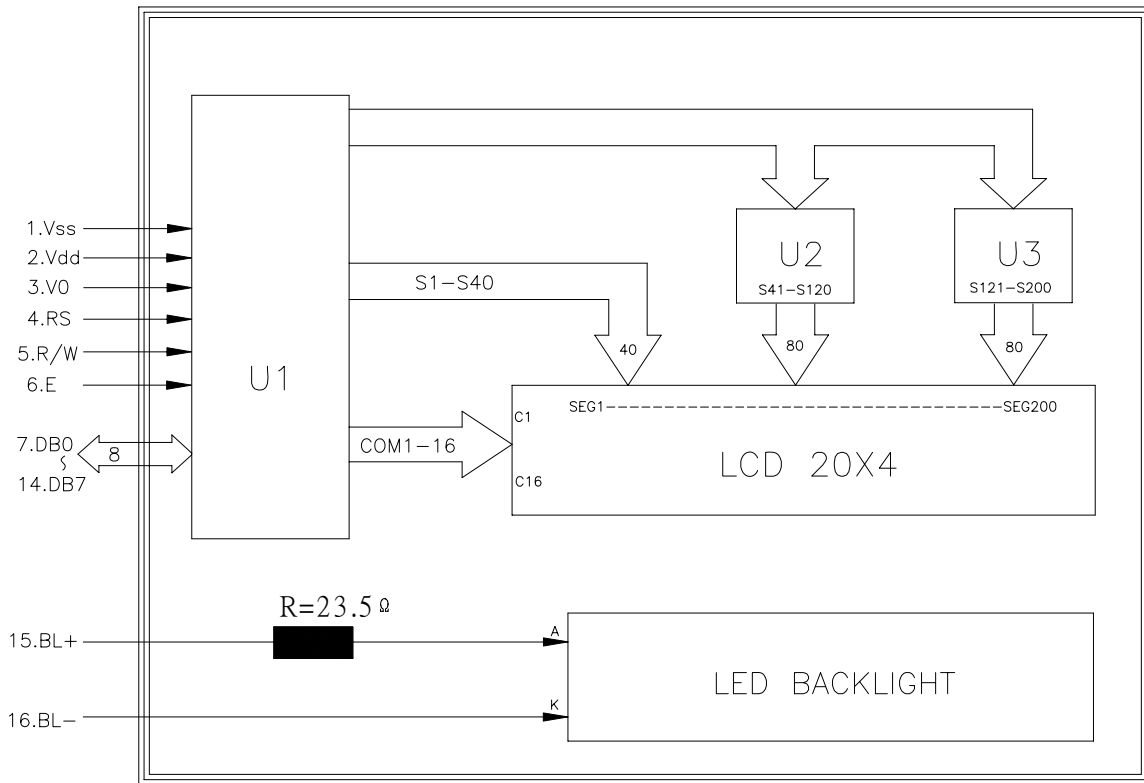 1.Vss
2.Vdd
3.V0
4.RS
5.R/W
6.E
7.DB0
~
14.DB7
8
U1
S1-S40
40
U2
S41-S120
80
U3
S121-S200
80
COM1-16
C1
C16
SEG1--------------------------------------SEG200
LCD 20X4
R=23.5Ω
15.BL+
16.BL-
A
K
LED BACKLIGHT